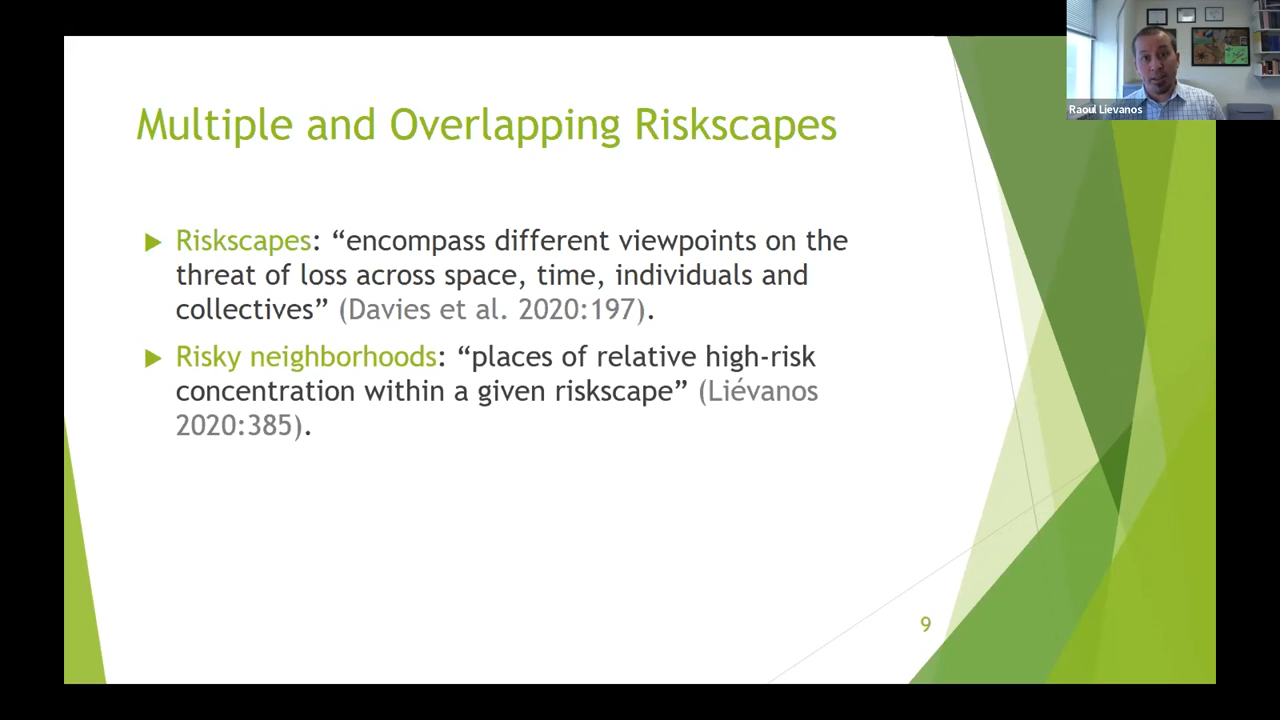 Raoul Lievanos
Multiple and Overlapping Riskscapes
Riskscapes: “encompass different viewpoints on the
threat of loss across space, time, individuals and
collectives” (Davies et al. 2020:197).
Risky neighborhoods: “places of relative high-risk
concentration within a given riskscape” (Liévanos
2020:385).
9